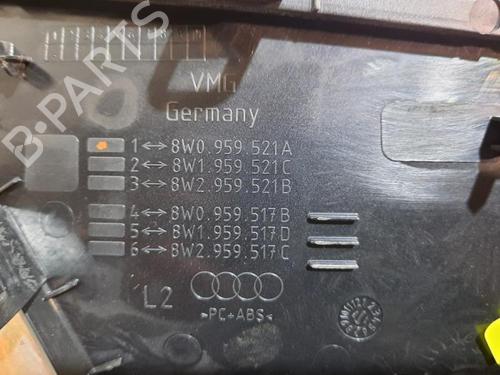 B-PARTS
VMG
Germany
1↔8W0.959.521A
2↔8W1.959.521C
3↔8W2.959.521B
4↔8W0.959.517B
5↔8W1.959.517D
6↔8W2.959.517C
L2
>PC+ABS<